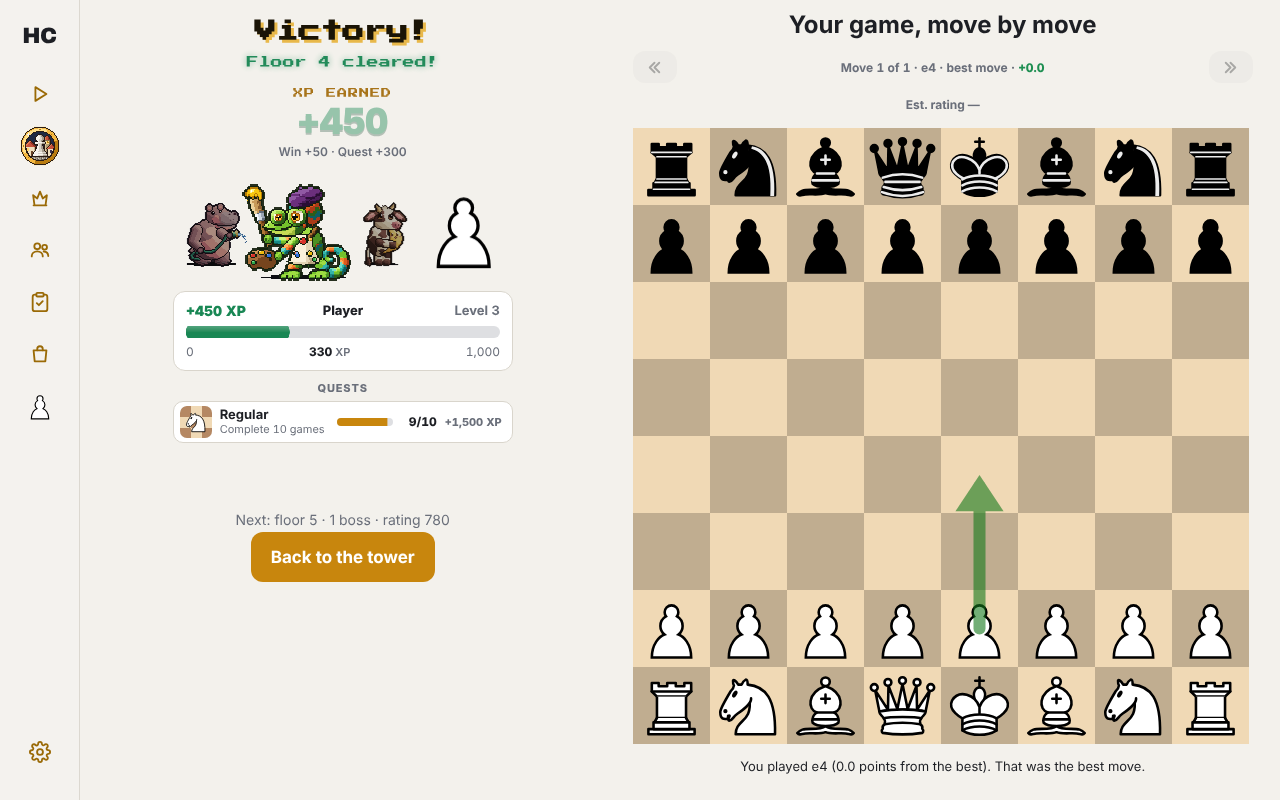 HC
Victory!
Floor 4 cleared!
XP EARNED
+450
Win +50 · Quest +300
+450 XP Player Level 3
0 330 XP 1,000
QUESTS
Regular
Complete 10 games
9/10 +1,500 XP
Next: floor 5 · 1 boss · rating 780
Back to the tower
Your game, move by move
Move 1 of 1 · e4 · best move · +0.0
Est. rating —
You played e4 (0.0 points from the best). That was the best move.